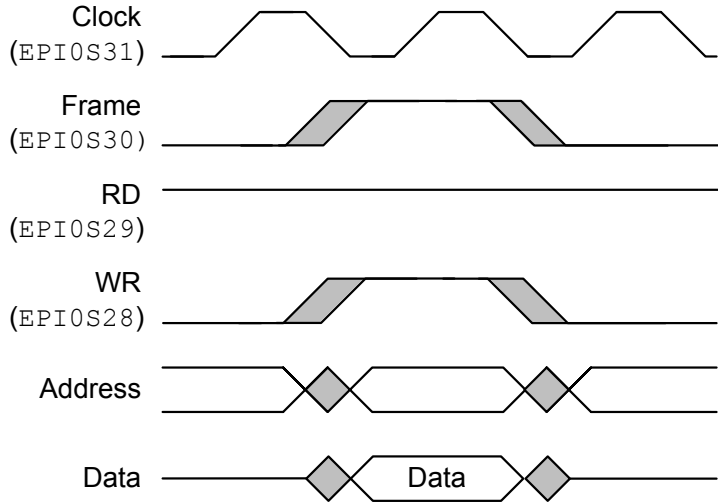 Clock
(EPI0S31)
Frame
(EPI0S30)
RD
(EPI0S29)
WR
(EPI0S28)
Address
Data Data